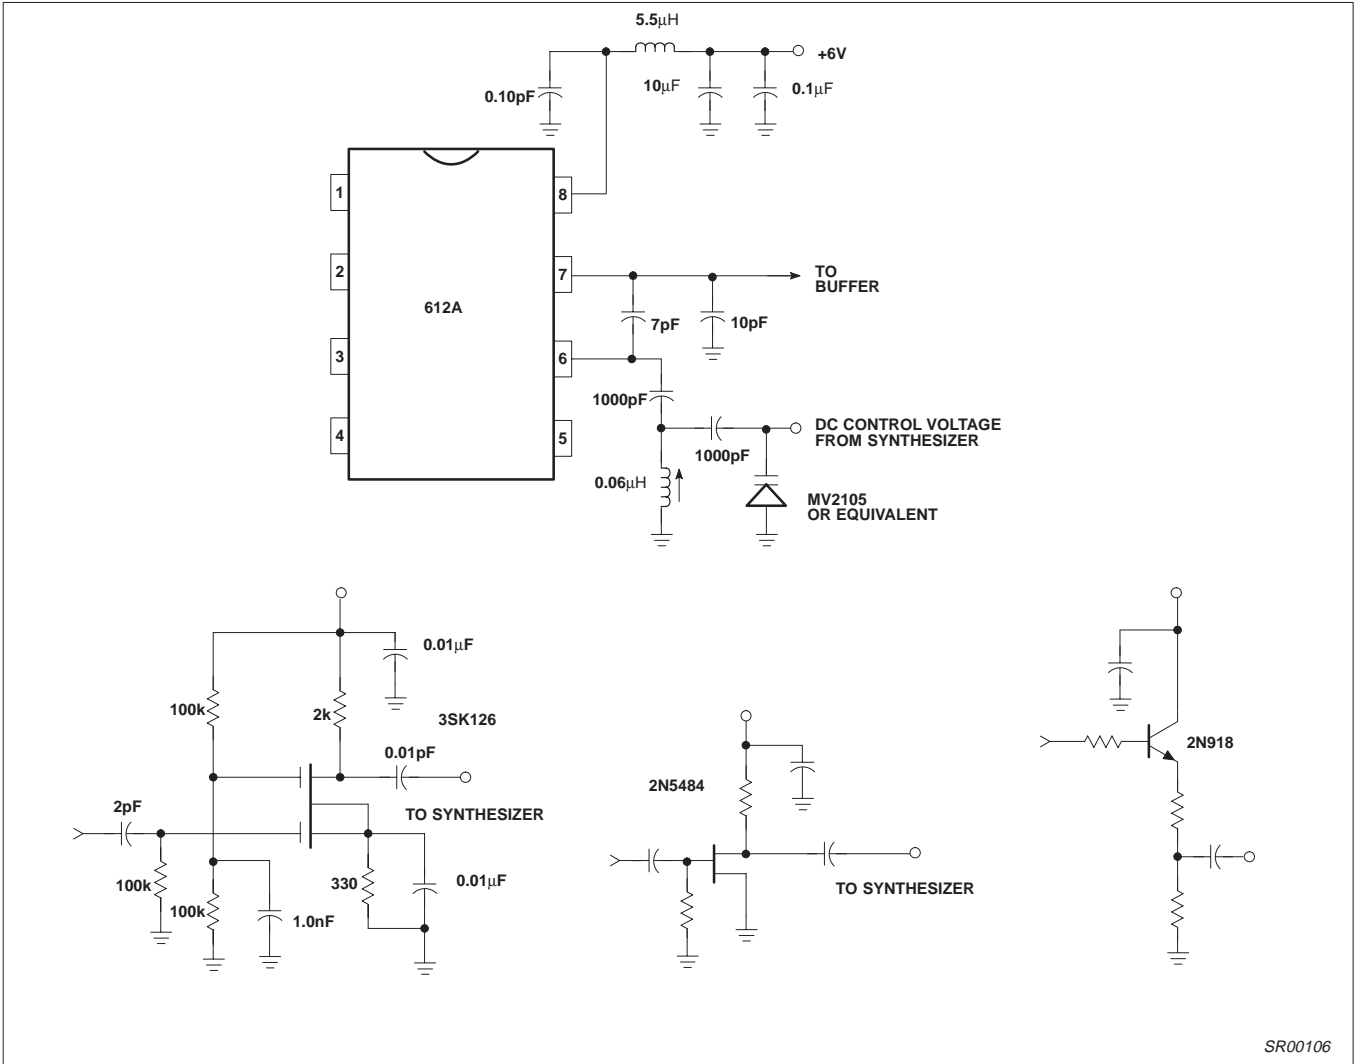 5.5μH
+6V
0.10pF
10μF
0.1μF
1
8
2
7
TO
BUFFER
612A
7pF
10pF
3
6
1000pF
4
5
DC CONTROL VOLTAGE
FROM SYNTHESIZER
1000pF
0.06μH
MV2105
OR EQUIVALENT
0.01μF
100k
2k
3SK126
0.01pF
TO SYNTHESIZER
2pF
100k
100k
1.0nF
330
0.01μF
2N5484
TO SYNTHESIZER
2N918
SR00106